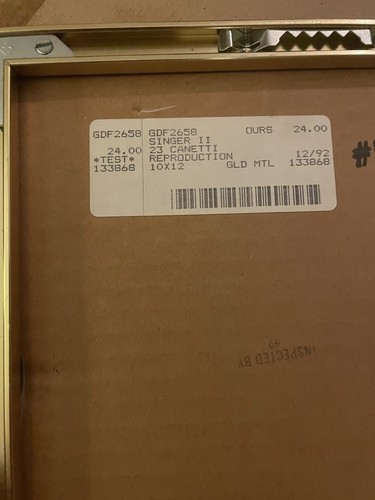 GDF2658 GDF2658 OURS 24.00
SINGER II
24.00 23 CANETTI 12/92
*TEST* REPRODUCTION 133868
133868 10X12 GLD MTL
#
INSPECTED BY